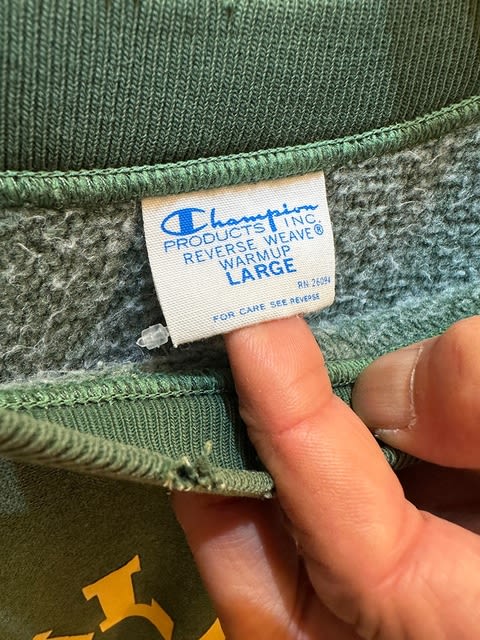 Champion
PRODUCTS INC.
REVERSE WEAVE®
WARMUP
LARGE
RN 26094
FOR CARE SEE REVERSE